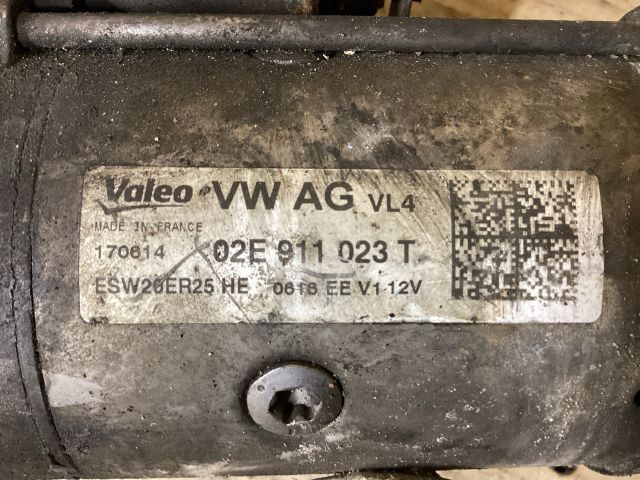 Valeo VW AG VL4
MADE IN FRANCE
170614 02E 911 023 T
ESW20ER25 HE 0616 EE V1 12V